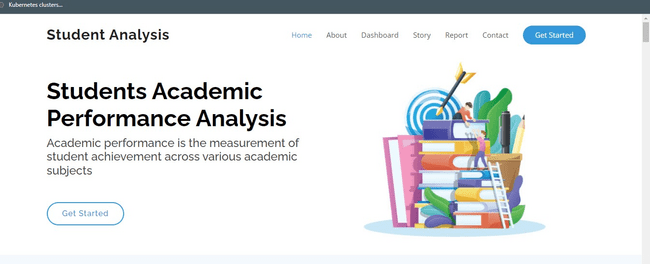 Kubernetes clusters...
Student Analysis
Home About Dashboard Story Report Contact Get Started
Students Academic
Performance Analysis
Academic performance is the measurement of
student achievement across various academic
subjects
Get Started